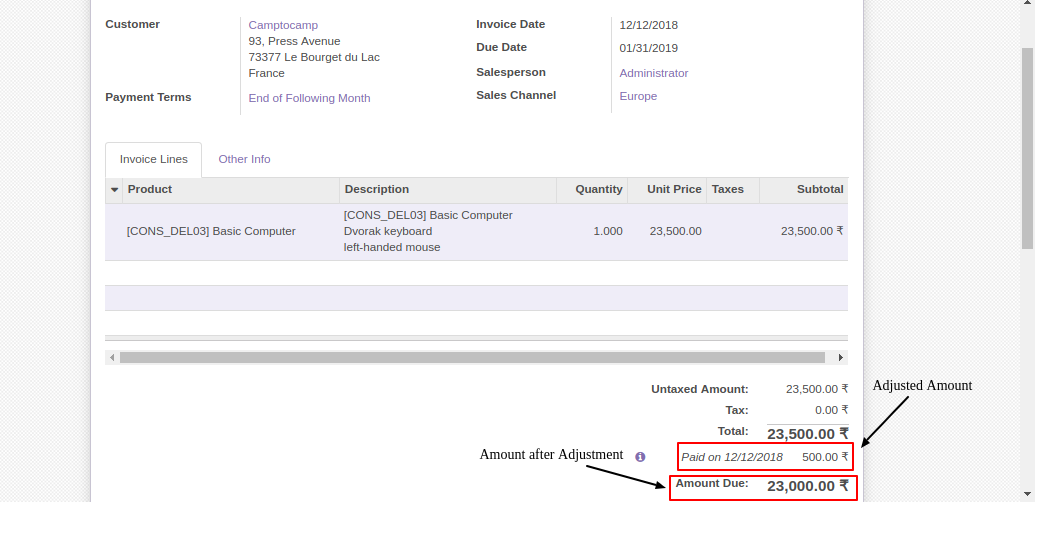 Customer
Camptocamp
93, Press Avenue
73377 Le Bourget du Lac
France
Payment Terms
End of Following Month
Invoice Date
12/12/2018
Due Date
01/31/2019
Salesperson
Administrator
Sales Channel
Europe
Invoice Lines Other Info
Product Description Quantity Unit Price Taxes Subtotal
[CONS_DEL03] Basic Computer
[CONS_DEL03] Basic Computer
Dvorak keyboard
left-handed mouse
1.000 23,500.00 23,500.00 ₹
Untaxed Amount: 23,500.00 ₹
Adjusted Amount
Tax: 0.00 ₹
Total: 23,500.00 ₹
Amount after Adjustment
Paid on 12/12/2018 500.00 ₹
Amount Due: 23,000.00 ₹